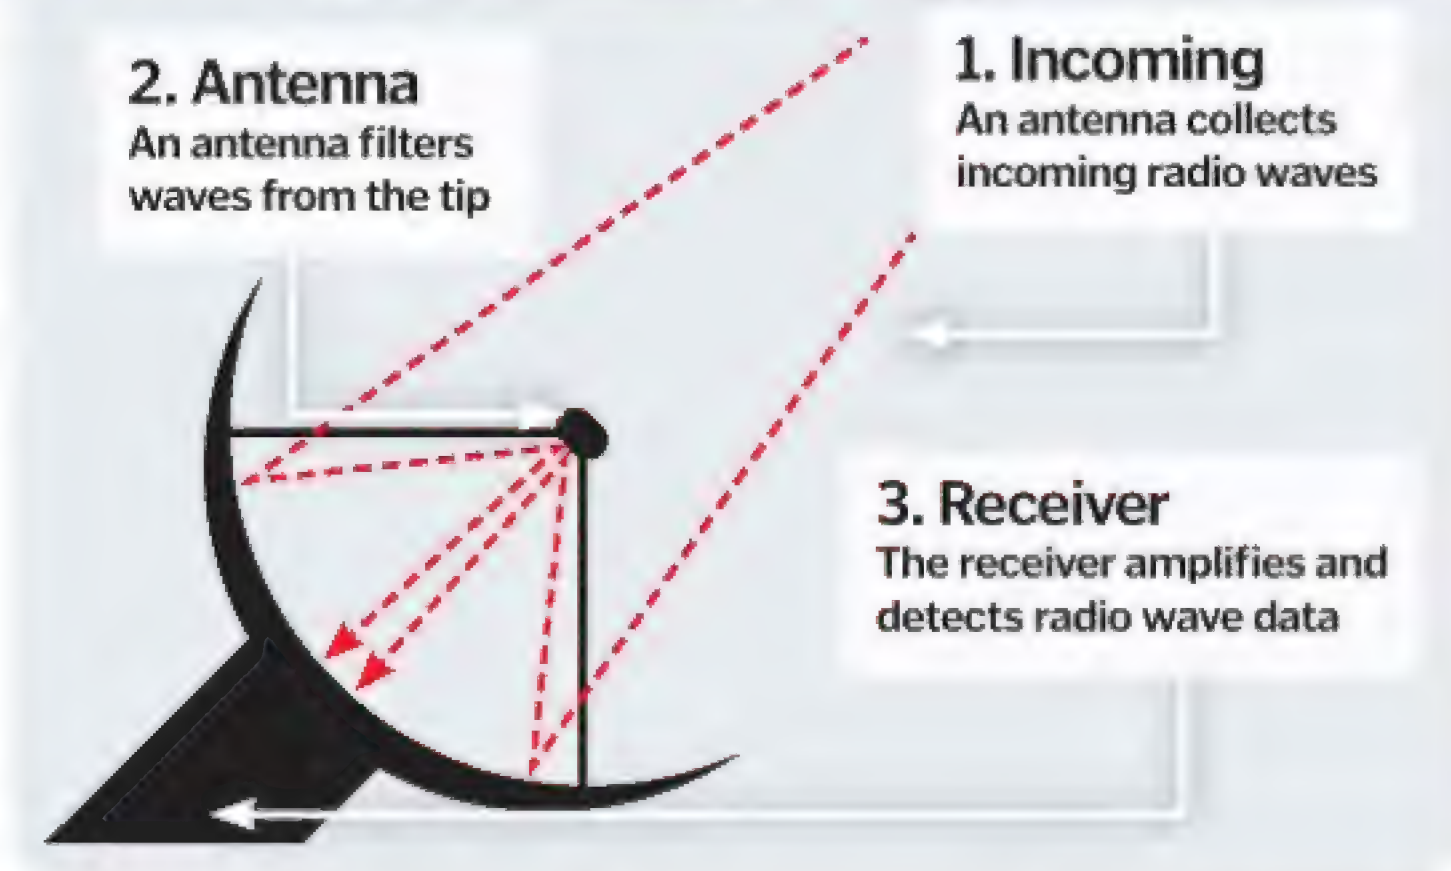 2. Antenna
An antenna filters
waves from the tip
1. Incoming
An antenna collects
incoming radio waves
3. Receiver
The receiver amplifies and
detects radio wave data